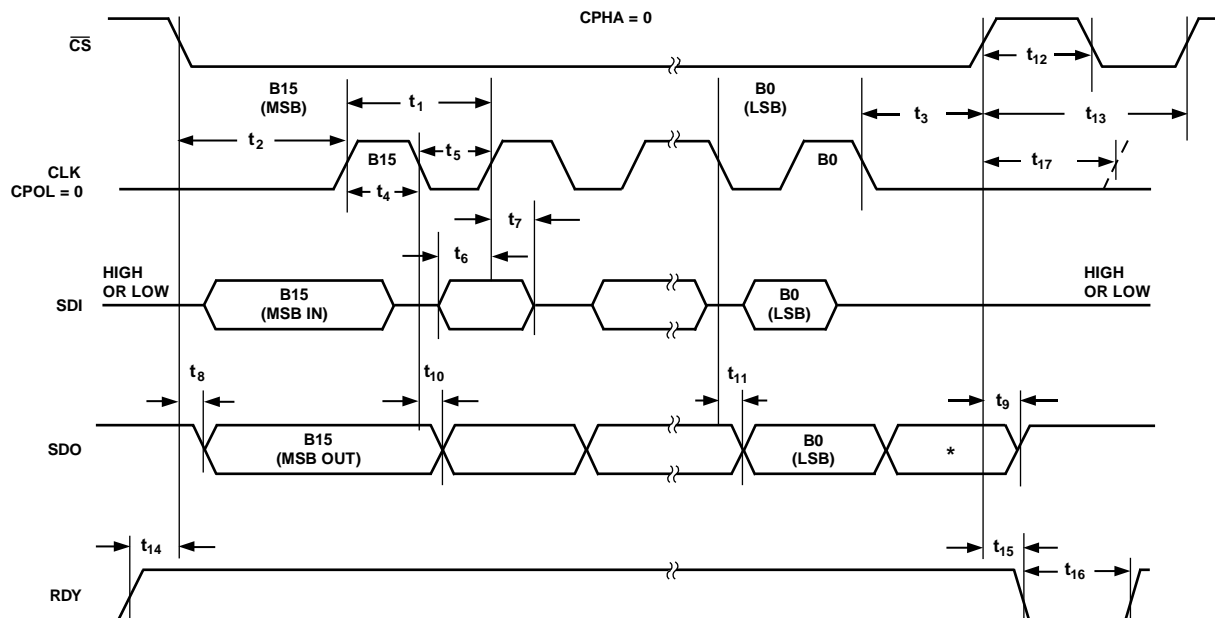 CPHA = 0
CS
t12
B15
(MSB)
t1
B0
(LSB)
t3
t13
t2
CLK
CPOL = 0
B15
t5
B0
t17
t4
t7
t6
HIGH
OR LOW
SDI
B15
(MSB IN)
B0
(LSB)
HIGH
OR LOW
t8
t10
t11
t9
SDO
B15
(MSB OUT)
B0
(LSB)
*
t14
t15
t16
RDY